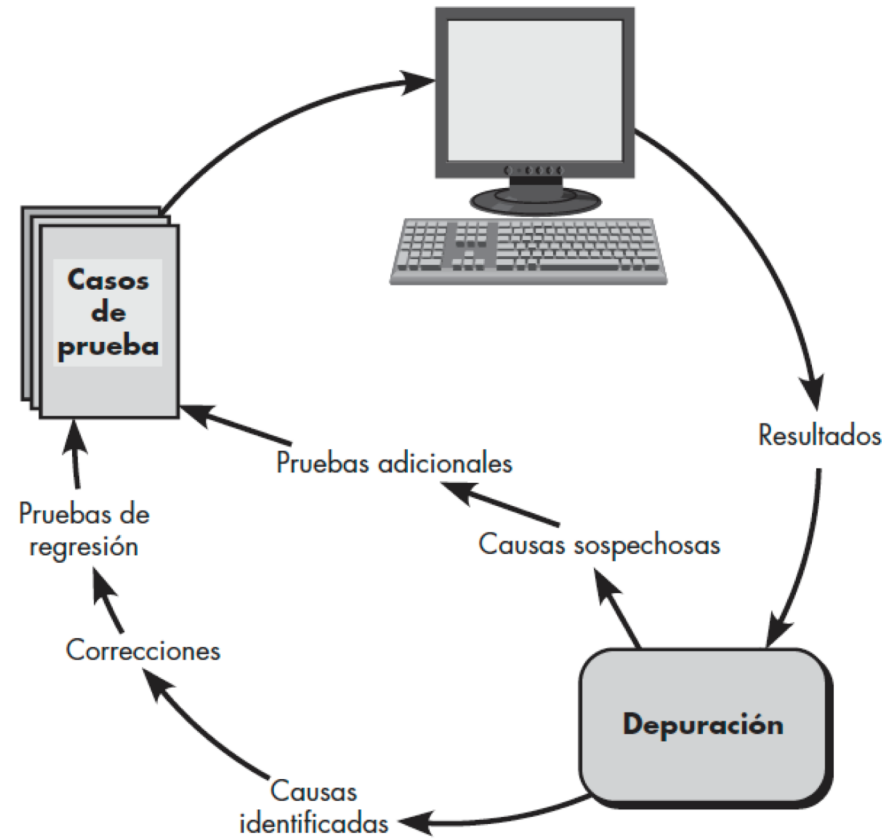 Casos
de
prueba
Resultados
Pruebas adicionales
Causas sospechosas
Pruebas de
regresión
Correcciones
Depuración
Causas
identificadas